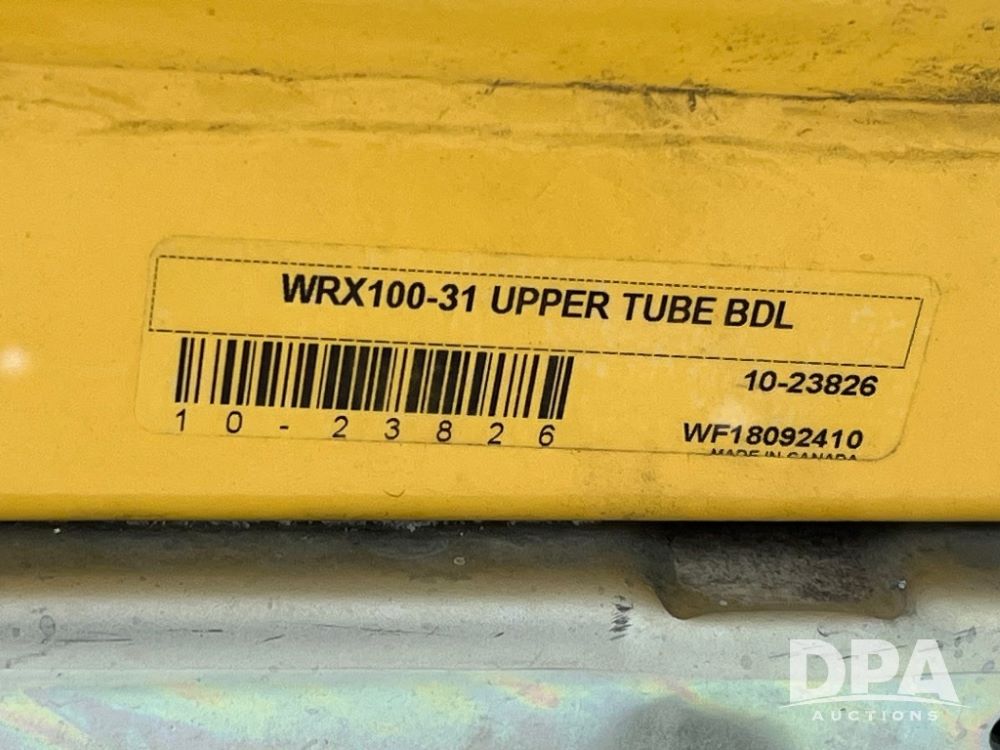 WRX100-31 UPPER TUBE BDL
10-23826
10-23826
WF18092410
MADE IN CANADA
DPA
AUCTIONS